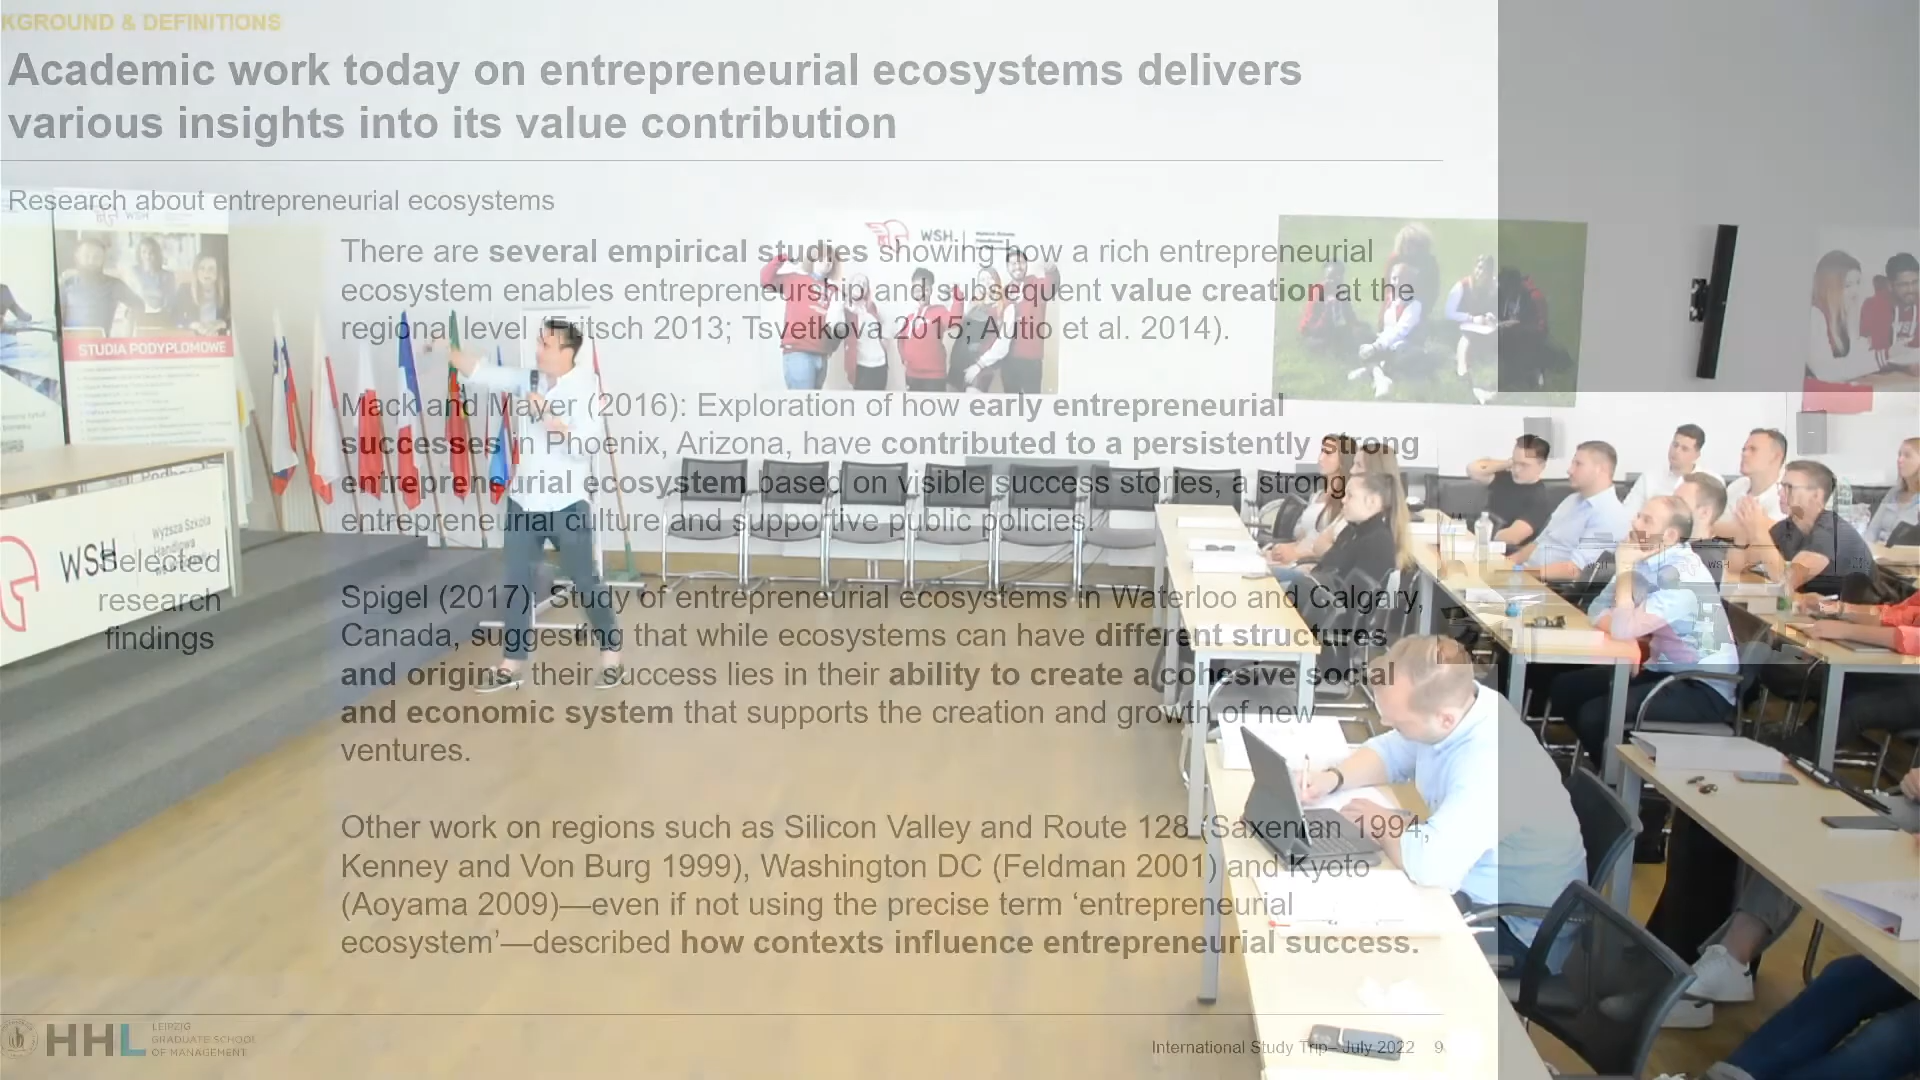 KGROUND & DEFINITIONS
Academic work today on entrepreneurial ecosystems delivers
various insights into its value contribution
Research about entrepreneurial ecosystems
There are several empirical studies showing how a rich entrepreneurial
ecosystem enables entrepreneurship and subsequent value creation at the
regional level (Fritsch 2013; Tsvetkova 2015; Autio et al. 2014).
Mack and Mayer (2016): Exploration of how early entrepreneurial
successes in Phoenix, Arizona, have contributed to a persistently strong
entrepreneurial ecosystem based on visible success stories, a strong
entrepreneurial culture and supportive public policies.
Selected
research
findings
Spigel (2017): Study of entrepreneurial ecosystems in Waterloo and Calgary,
Canada, suggesting that while ecosystems can have different structures
and origins, their success lies in their ability to create a cohesive social
and economic system that supports the creation and growth of new
ventures.
Other work on regions such as Silicon Valley and Route 128 (Saxenian 1994,
Kenney and Von Burg 1999), Washington DC (Feldman 2001) and Kyoto
(Aoyama 2009)—even if not using the precise term ‘entrepreneurial
ecosystem’—described how contexts influence entrepreneurial success.
HHL
LEIPZIG
GRADUATE SCHOOL
OF MANAGEMENT
International Study Trip– July 2022 9
WSH
STUDIA PODYPLOMOWE
WSH.
WSH
Wyższa Szkoła
Handlowa